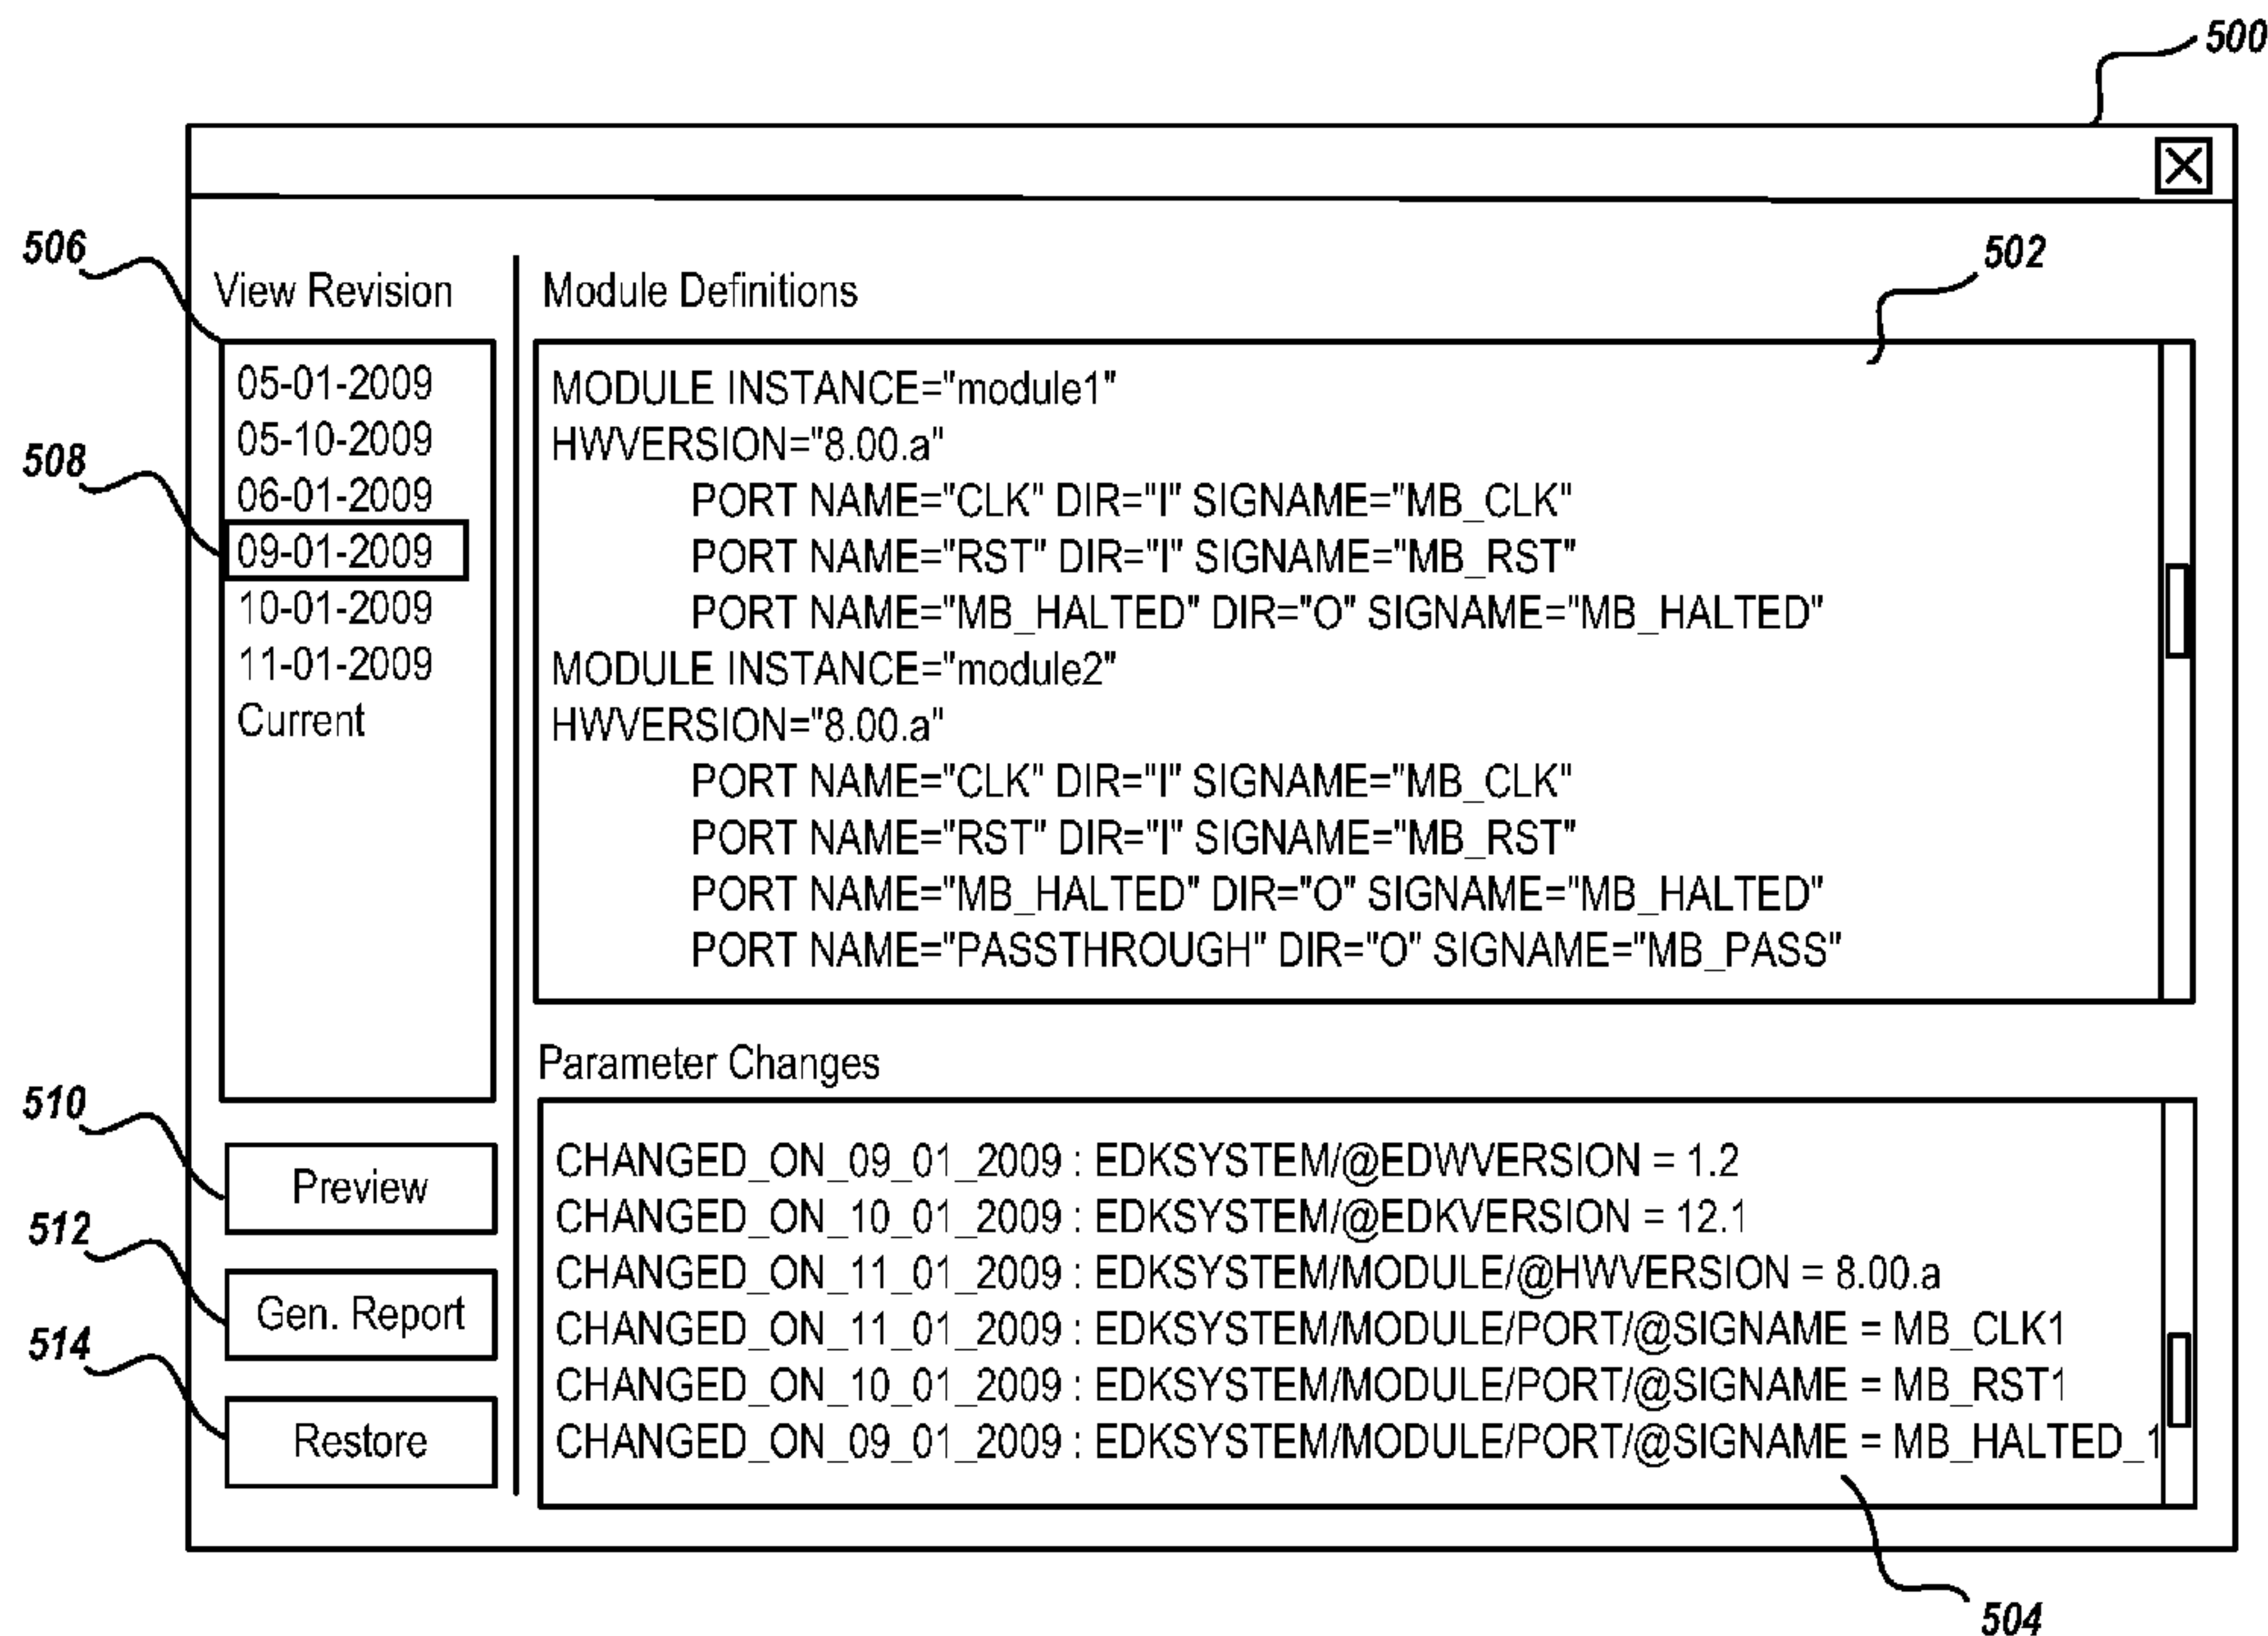 500
506
View Revision
05-01-2009
05-10-2009
06-01-2009
508
09-01-2009
10-01-2009
11-01-2009
Current
510
Preview
512
Gen. Report
514
Restore
Module Definitions
502
MODULE INSTANCE="module1"
HWVERSION="8.00.a"
PORT NAME="CLK" DIR="I" SIGNAME="MB_CLK"
PORT NAME="RST" DIR="I" SIGNAME="MB_RST"
PORT NAME="MB_HALTED" DIR="O" SIGNAME="MB_HALTED"
MODULE INSTANCE="module2"
HWVERSION="8.00.a"
PORT NAME="CLK" DIR="I" SIGNAME="MB_CLK"
PORT NAME="RST" DIR="I" SIGNAME="MB_RST"
PORT NAME="MB_HALTED" DIR="O" SIGNAME="MB_HALTED"
PORT NAME="PASSTHROUGH" DIR="O" SIGNAME="MB_PASS"
Parameter Changes
CHANGED_ON_09_01_2009 : EDKSYSTEM/@EDWVERSION = 1.2
CHANGED_ON_10_01_2009 : EDKSYSTEM/@EDKVERSION = 12.1
CHANGED_ON_11_01_2009 : EDKSYSTEM/MODULE/@HWVERSION = 8.00.a
CHANGED_ON_11_01_2009 : EDKSYSTEM/MODULE/PORT/@SIGNAME = MB_CLK1
CHANGED_ON_10_01_2009 : EDKSYSTEM/MODULE/PORT/@SIGNAME = MB_RST1
CHANGED_ON_09_01_2009 : EDKSYSTEM/MODULE/PORT/@SIGNAME = MB_HALTED_1
504